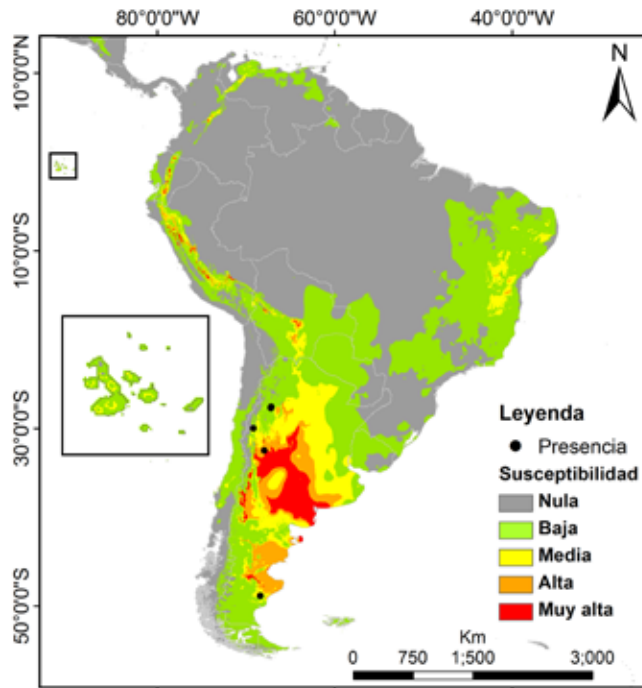 80°0'0"W 60°0'0"W 40°0'0"W
10°0'0"N
N
10°0'0"S
30°0'0"S
50°0'0"S
Leyenda
Presencia
Susceptibilidad
Nula
Baja
Media
Alta
Muy alta
Km
0 750 1:500 3;000